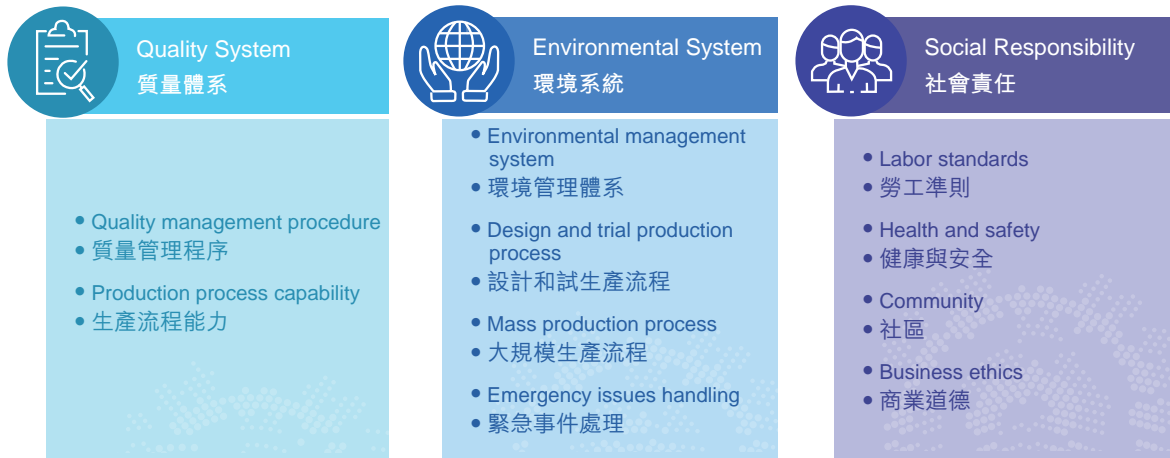 Quality System
質量體系
• Quality management procedure
• 質量管理程序
• Production process capability
• 生產流程能力
Environmental System
環境系統
• Environmental management
system
• 環境管理體系
• Design and trial production
process
• 設計和試生產流程
• Mass production process
• 大規模生產流程
• Emergency issues handling
• 緊急事件處理
Social Responsibility
社會責任
• Labor standards
• 勞工準則
• Health and safety
• 健康與安全
• Community
• 社區
• Business ethics
• 商業道德